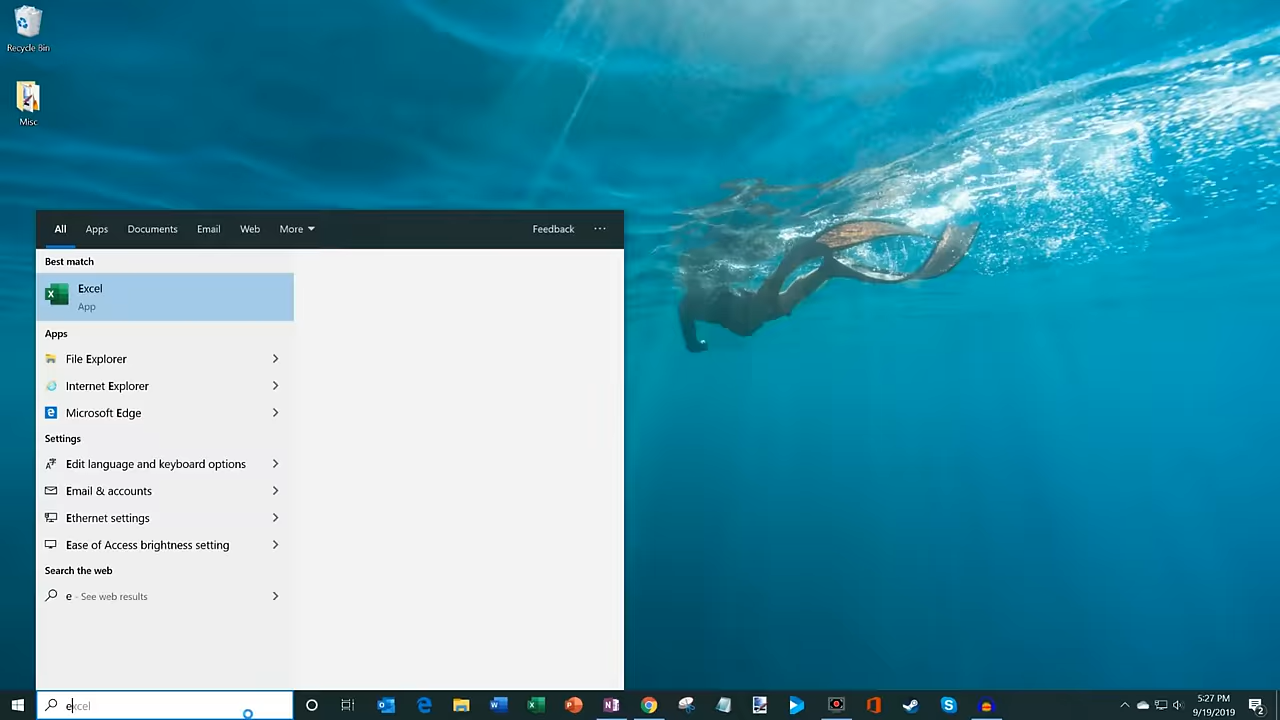 Recycle Bin
Misc
All Apps Documents Email Web More Feedback ...
Best match
Excel
App
Apps
File Explorer
Internet Explorer
Microsoft Edge
Settings
Edit language and keyboard options
Email & accounts
Ethernet settings
Ease of Access brightness setting
Search the web
e - See web results
excel
5:27 PM
9/19/2019
2